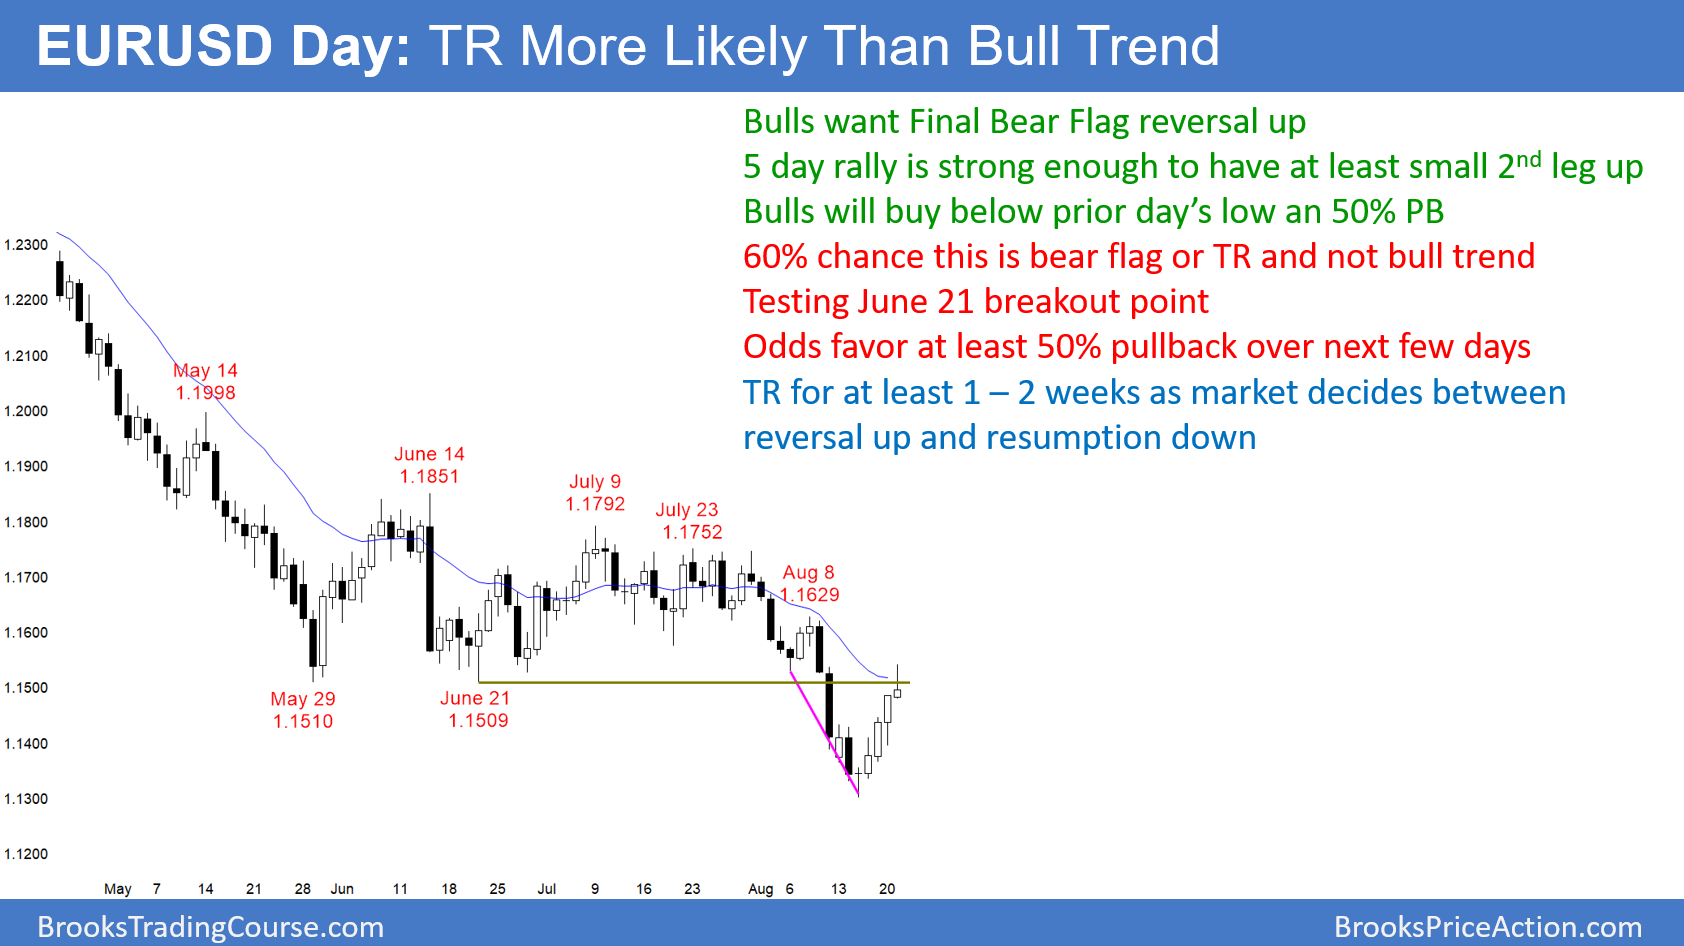 EURUSD Day: TR More Likely Than Bull Trend
Bulls want Final Bear Flag reversal up
5 day rally is strong enough to have at least small 2nd leg up
Bulls will buy below prior day’s low an 50% PB
60% chance this is bear flag or TR and not bull trend
Testing June 21 breakout point
Odds favor at least 50% pullback over next few days
TR for at least 1 – 2 weeks as market decides between
reversal up and resumption down
1.2300
1.2200
1.2100
1.2000
1.1900
1.1800
1.1700
1.1600
1.1500
1.1400
1.1300
1.1200
May 14
1.1998
June 14
1.1851
July 9
1.1792
July 23
1.1752
Aug 8
1.1629
May 29
1.1510
June 21
1.1509
May 7 14 21 28 Jun 11 18 25 Jul 9 16 23 Aug 6 13 20
BrooksTradingCourse.com
BrooksPriceAction.com